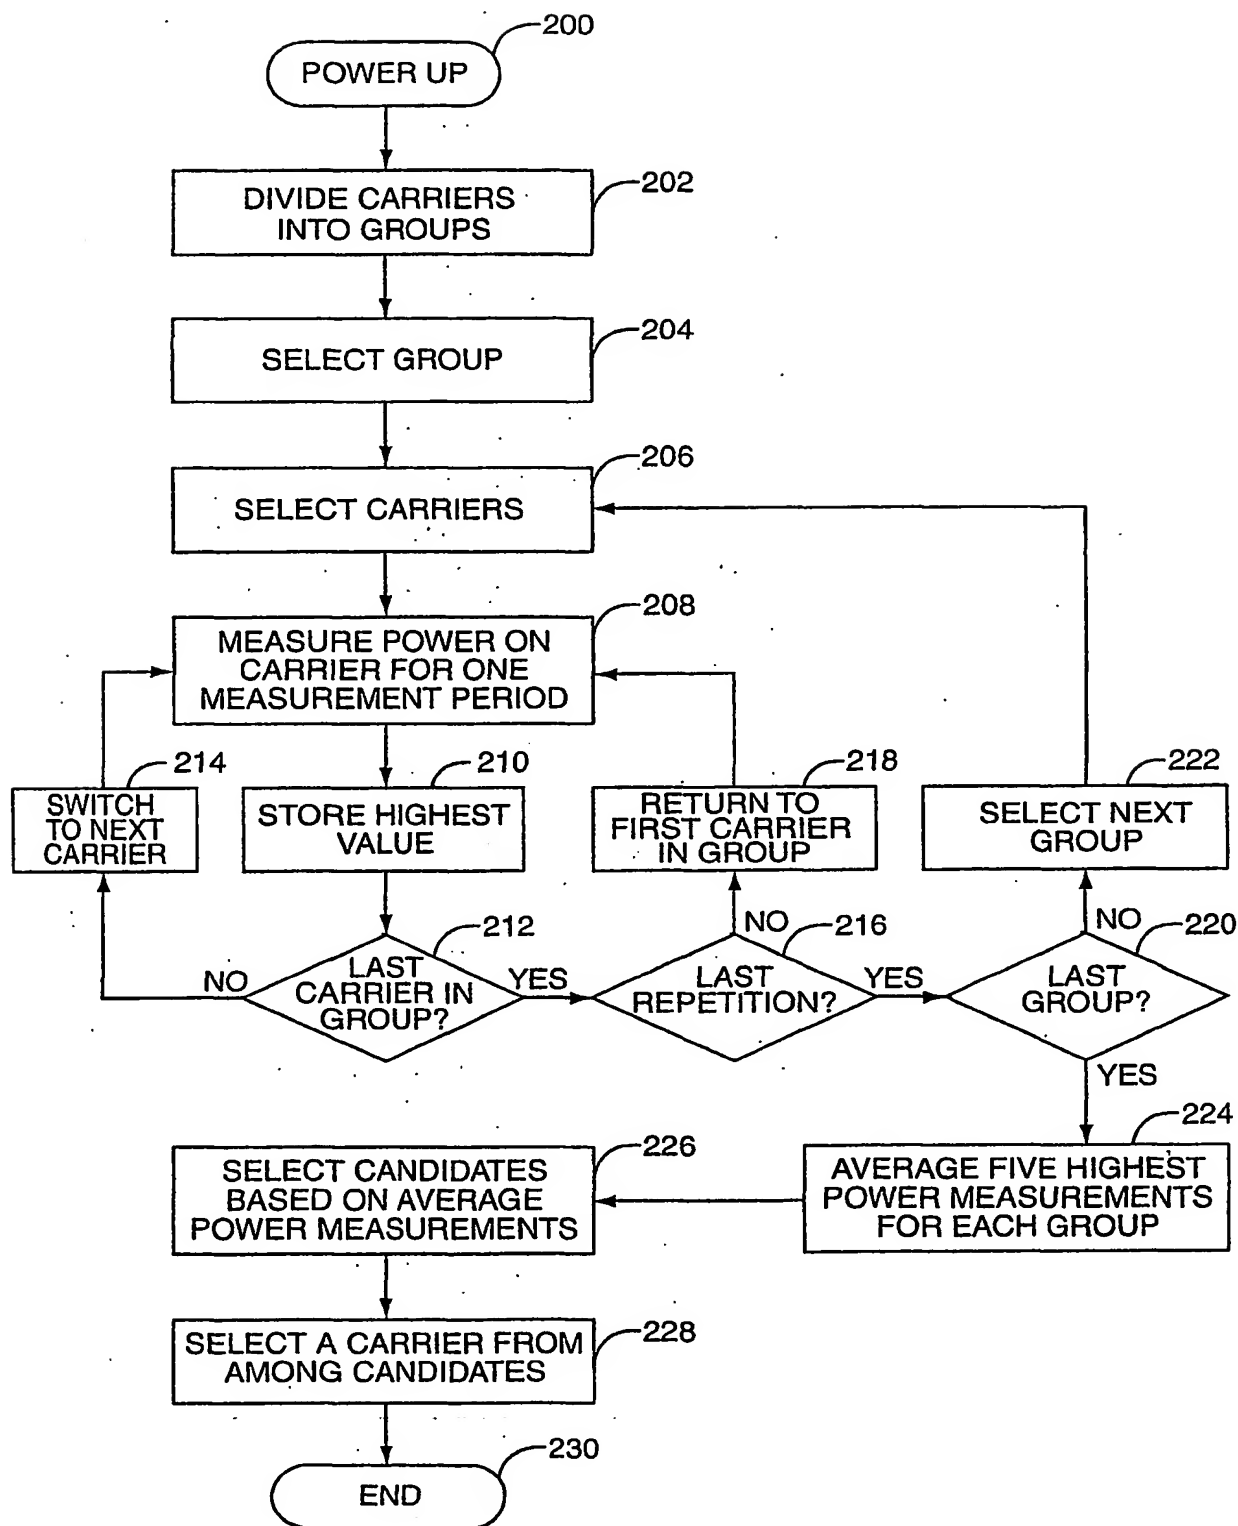 200
POWER UP
202
DIVIDE CARRIERS
INTO GROUPS
204
SELECT GROUP
206
SELECT CARRIERS
208
MEASURE POWER ON
CARRIER FOR ONE
MEASUREMENT PERIOD
214
SWITCH
TO NEXT
CARRIER
210
STORE HIGHEST
VALUE
218
RETURN TO
FIRST CARRIER
IN GROUP
222
SELECT NEXT
GROUP
212
LAST
CARRIER IN
GROUP?
NO
YES
216
LAST
REPETITION?
NO
YES
220
LAST
GROUP?
NO
YES
224
AVERAGE FIVE HIGHEST
POWER MEASUREMENTS
FOR EACH GROUP
226
SELECT CANDIDATES
BASED ON AVERAGE
POWER MEASUREMENTS
228
SELECT A CARRIER FROM
AMONG CANDIDATES
230
END